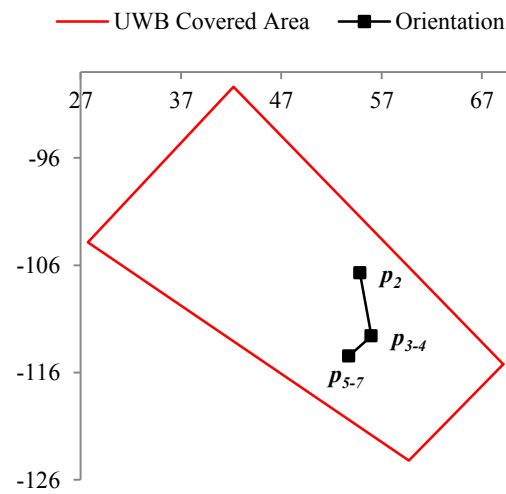 UWB Covered Area Orientation
27 37 47 57 67
-96
-106
p2
p3-4
-116
p5-7
-126